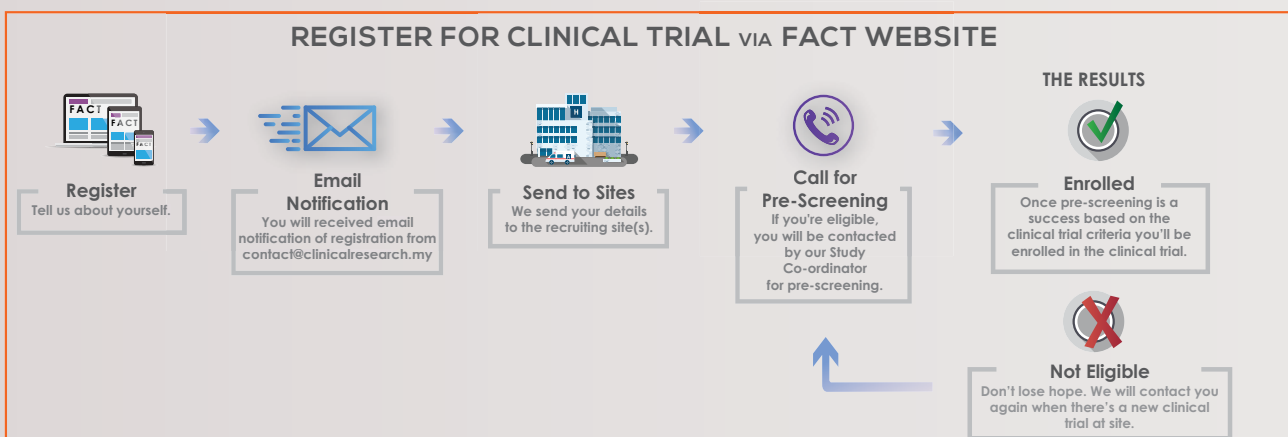 REGISTER FOR CLINICAL TRIAL VIA FACT WEBSITE
FACT
FACT
FACT
Register
Tell us about yourself.
Email
Notification
You will received email
notification of registration from
contact@clinicalresearch.my
H
Send to Sites
We send your details
to the recruiting site(s).
Call for
Pre-Screening
If you're eligible,
you will be contacted
by our Study
Co-ordinator
for pre-screening.
THE RESULTS
Enrolled
Once pre-screening is a
success based on the
clinical trial criteria you'll be
enrolled in the clinical trial.
Not Eligible
Don't lose hope. We will contact you
again when there's a new clinical
trial at site.